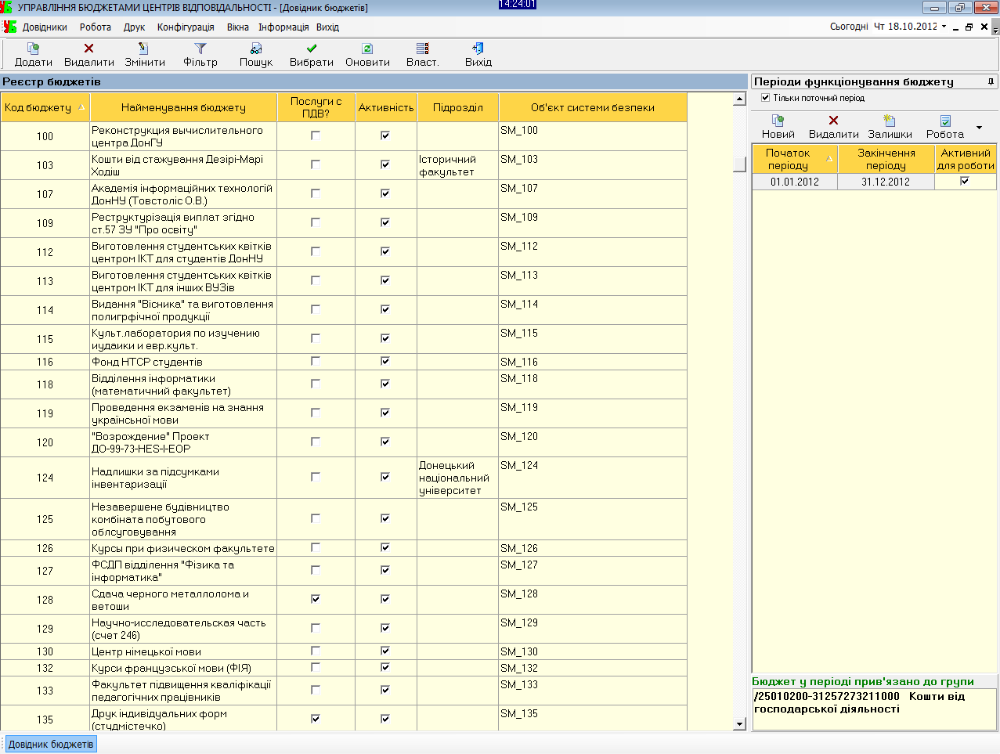 14:24:01
УПРАВЛІННЯ БЮДЖЕТАМИ ЦЕНТРІВ ВІДПОВІДАЛЬНОСТІ - [Довідник бюджетів]
Довідники Робота Друк Конфігурація Вікна Інформація Вихід
Сьогодні Чт 18.10.2012
Додати Видалити Змінити Фільтр Пошук Вибрати Оновити Власт. Вихід
Реєстр бюджетів
Код бюджету Найменування бюджету Послуги с ПДВ? Активність Підрозділ Об'єкт системи безпеки
100 Реконструкция вычислительного SM_100
центра ДонГУ
103 Кошти від стажування Дезірі-Марі Історичний SM_103
Ходіш факультет
107 Академія інформаційних технологій SM_107
ДонНУ (Товстоліс О.В.)
109 Реструктурізація виплат згідно SM_109
ст.57 ЗУ "Про освіту"
112 Виготовлення студентських квітків SM_112
центром ІКТ для студентів ДонНУ
113 Виготовлення студентських квітків SM_113
центром ІКТ для інших ВУЗів
114 Видання "Вісника" та виготовлення SM_114
полигрфічної продукції
115 Культ.лаборатория по изучению SM_115
иудаики и евр.культ.
116 Фонд НТСР студентів SM_116
118 Відділення інформатики SM_118
(математичний факультет)
119 Проведення екзаменів на знання SM_119
української мови
120 "Возрождение" Проект SM_120
ДО-99-73-HES-I-EOP
124 Надлишки за підсумками Донецький SM_124
інвентаризації національний
університет
125 Незавершене будівництво SM_125
комбіната побутового
облсуговування
126 Курсы при физическом факультете SM_126
127 ФСДП відділення "Фізика та SM_127
інформатика"
128 Сдача черного металлолома и SM_128
ветоши
129 Научно-исследовательская часть SM_129
(счет 246)
130 Центр німецької мови SM_130
132 Курси французської мови (ФІЯ) SM_132
133 Факультет підвищення кваліфікації SM_133
педагогічних працівників
135 Друк індивідуальних форм SM_135
(студмістечко)
Періоди функціонування бюджету
Тільки поточний період
Новий Видалити Залишки Робота
Початок періоду Закінчення періоду Активний для роботи
01.01.2012 31.12.2012
Бюджет у періоді прив'язано до групи
/25010200-31257273211000 Кошти від
господарської діяльності
Довідник бюджетів